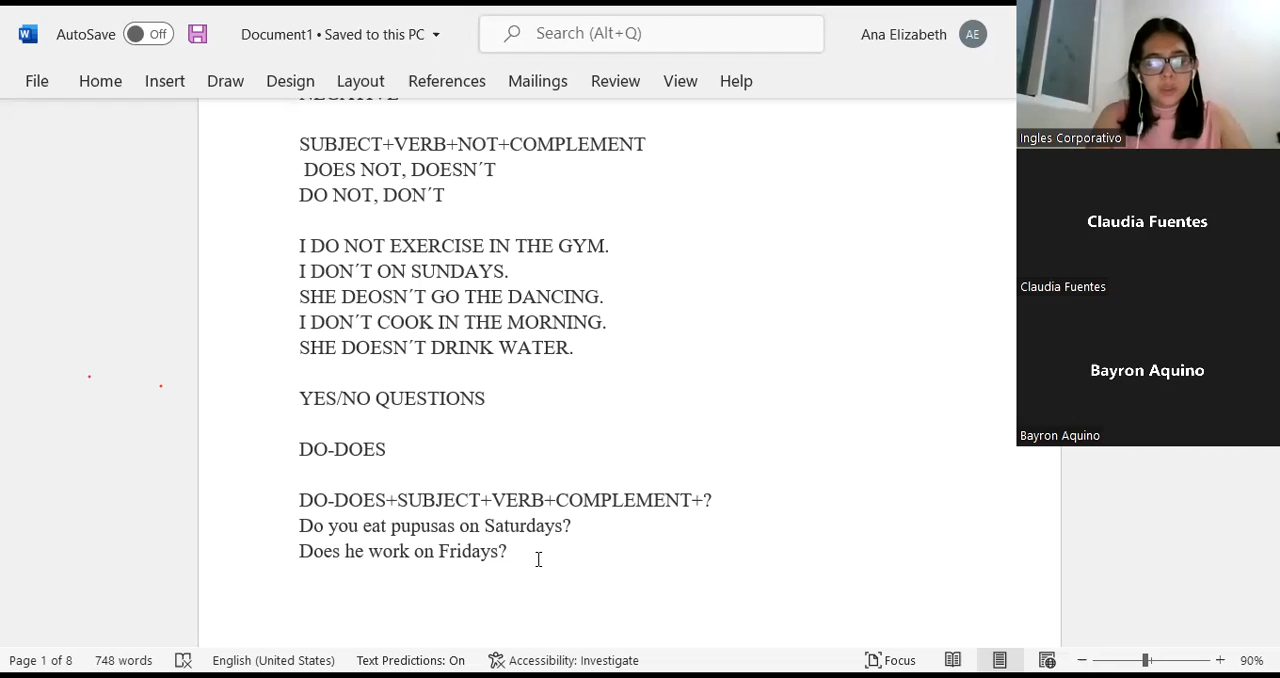 AutoSave Off Document1 • Saved to this PC Search (Alt+Q) Ana Elizabeth AE
File Home Insert Draw Design Layout References Mailings Review View Help
NEGATIVE
SUBJECT+VERB+NOT+COMPLEMENT
DOES NOT, DOESN´T
DO NOT, DON´T
I DO NOT EXERCISE IN THE GYM.
I DON´T ON SUNDAYS.
SHE DEOSN´T GO THE DANCING.
I DON´T COOK IN THE MORNING.
SHE DOESN´T DRINK WATER.
YES/NO QUESTIONS
DO-DOES
DO-DOES+SUBJECT+VERB+COMPLEMENT+?
Do you eat pupusas on Saturdays?
Does he work on Fridays?
Ingles Corporativo
Claudia Fuentes
Claudia Fuentes
Bayron Aquino
Bayron Aquino
Page 1 of 8 748 words English (United States) Text Predictions: On Accessibility: Investigate Focus 90%